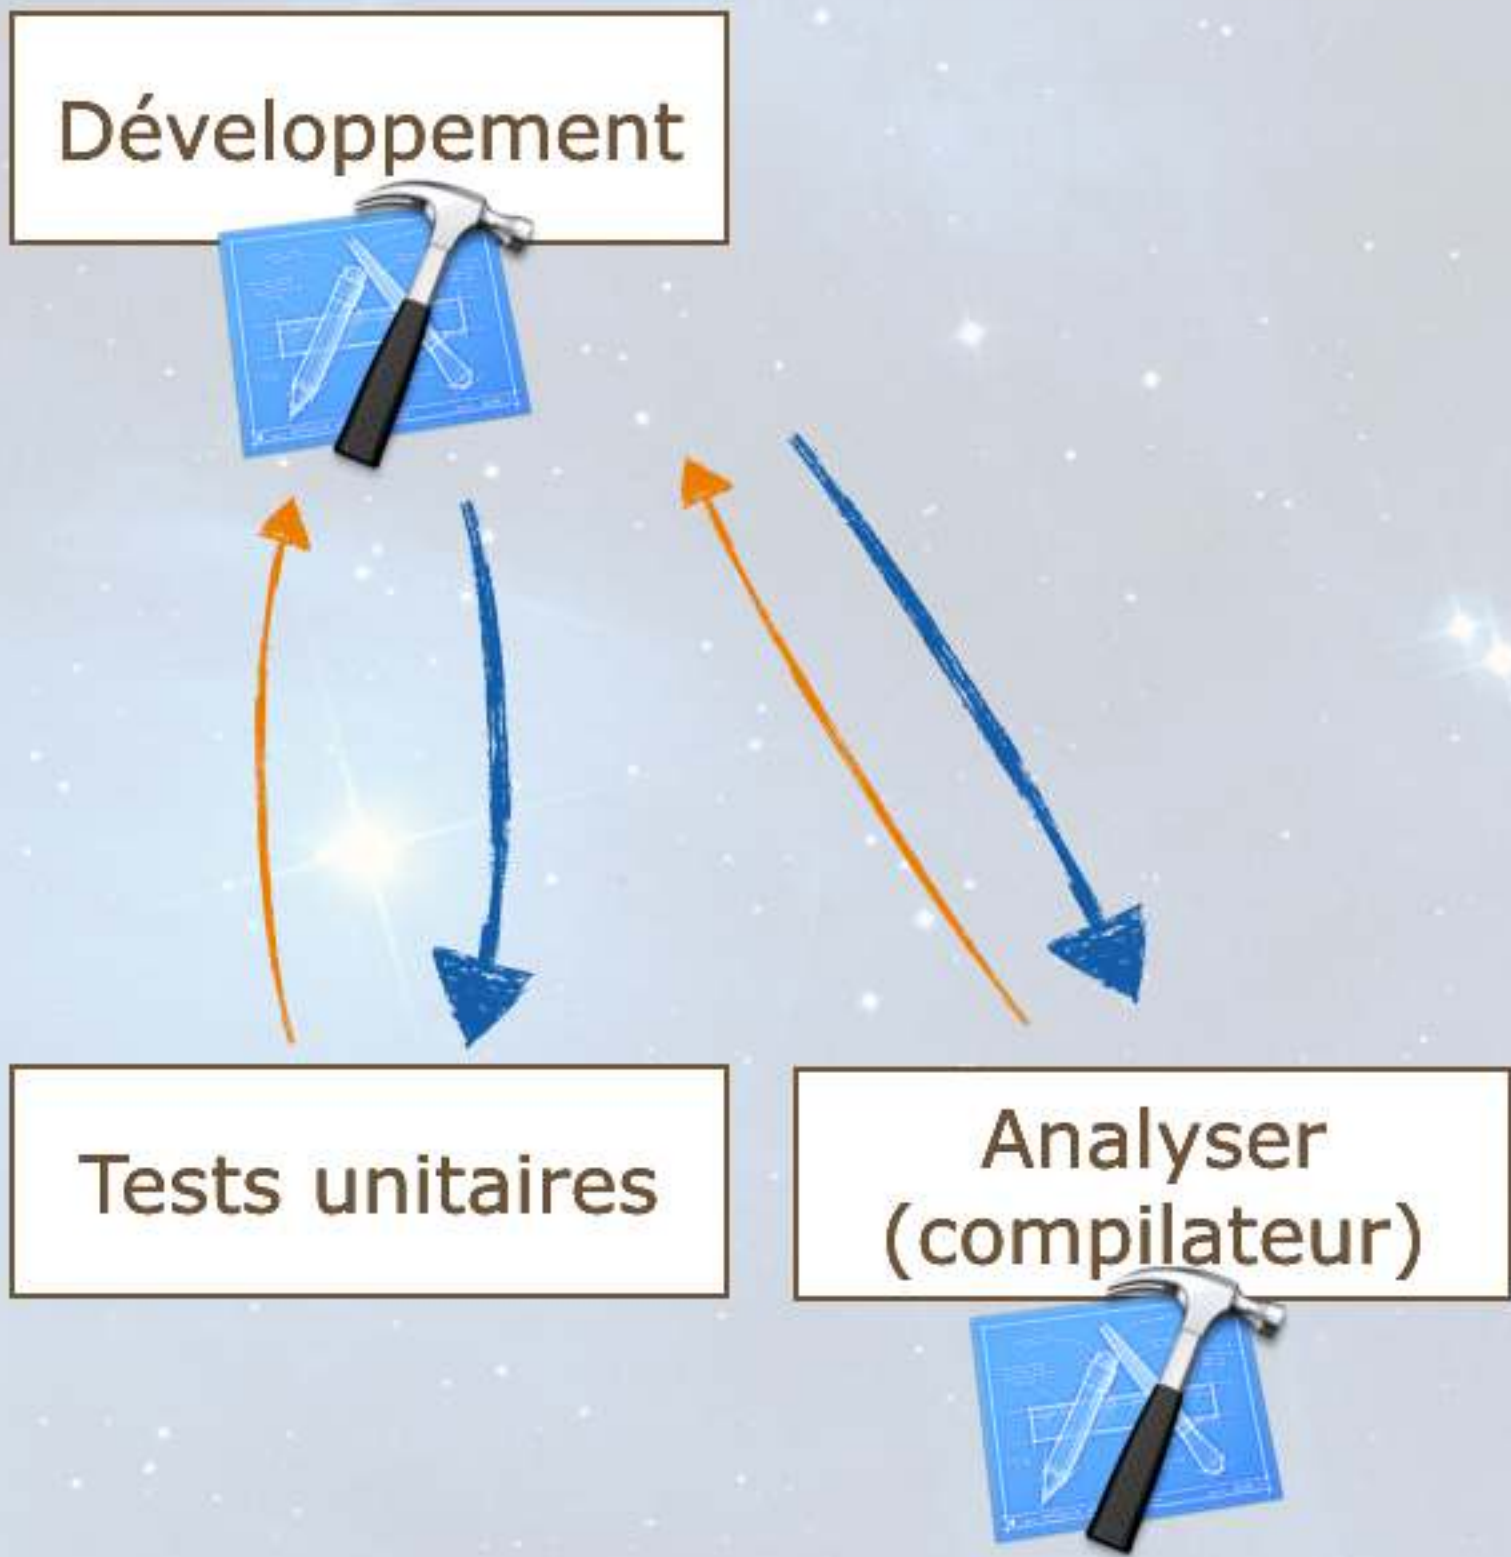 Développement
Tests unitaires
Analyser
(compilateur)